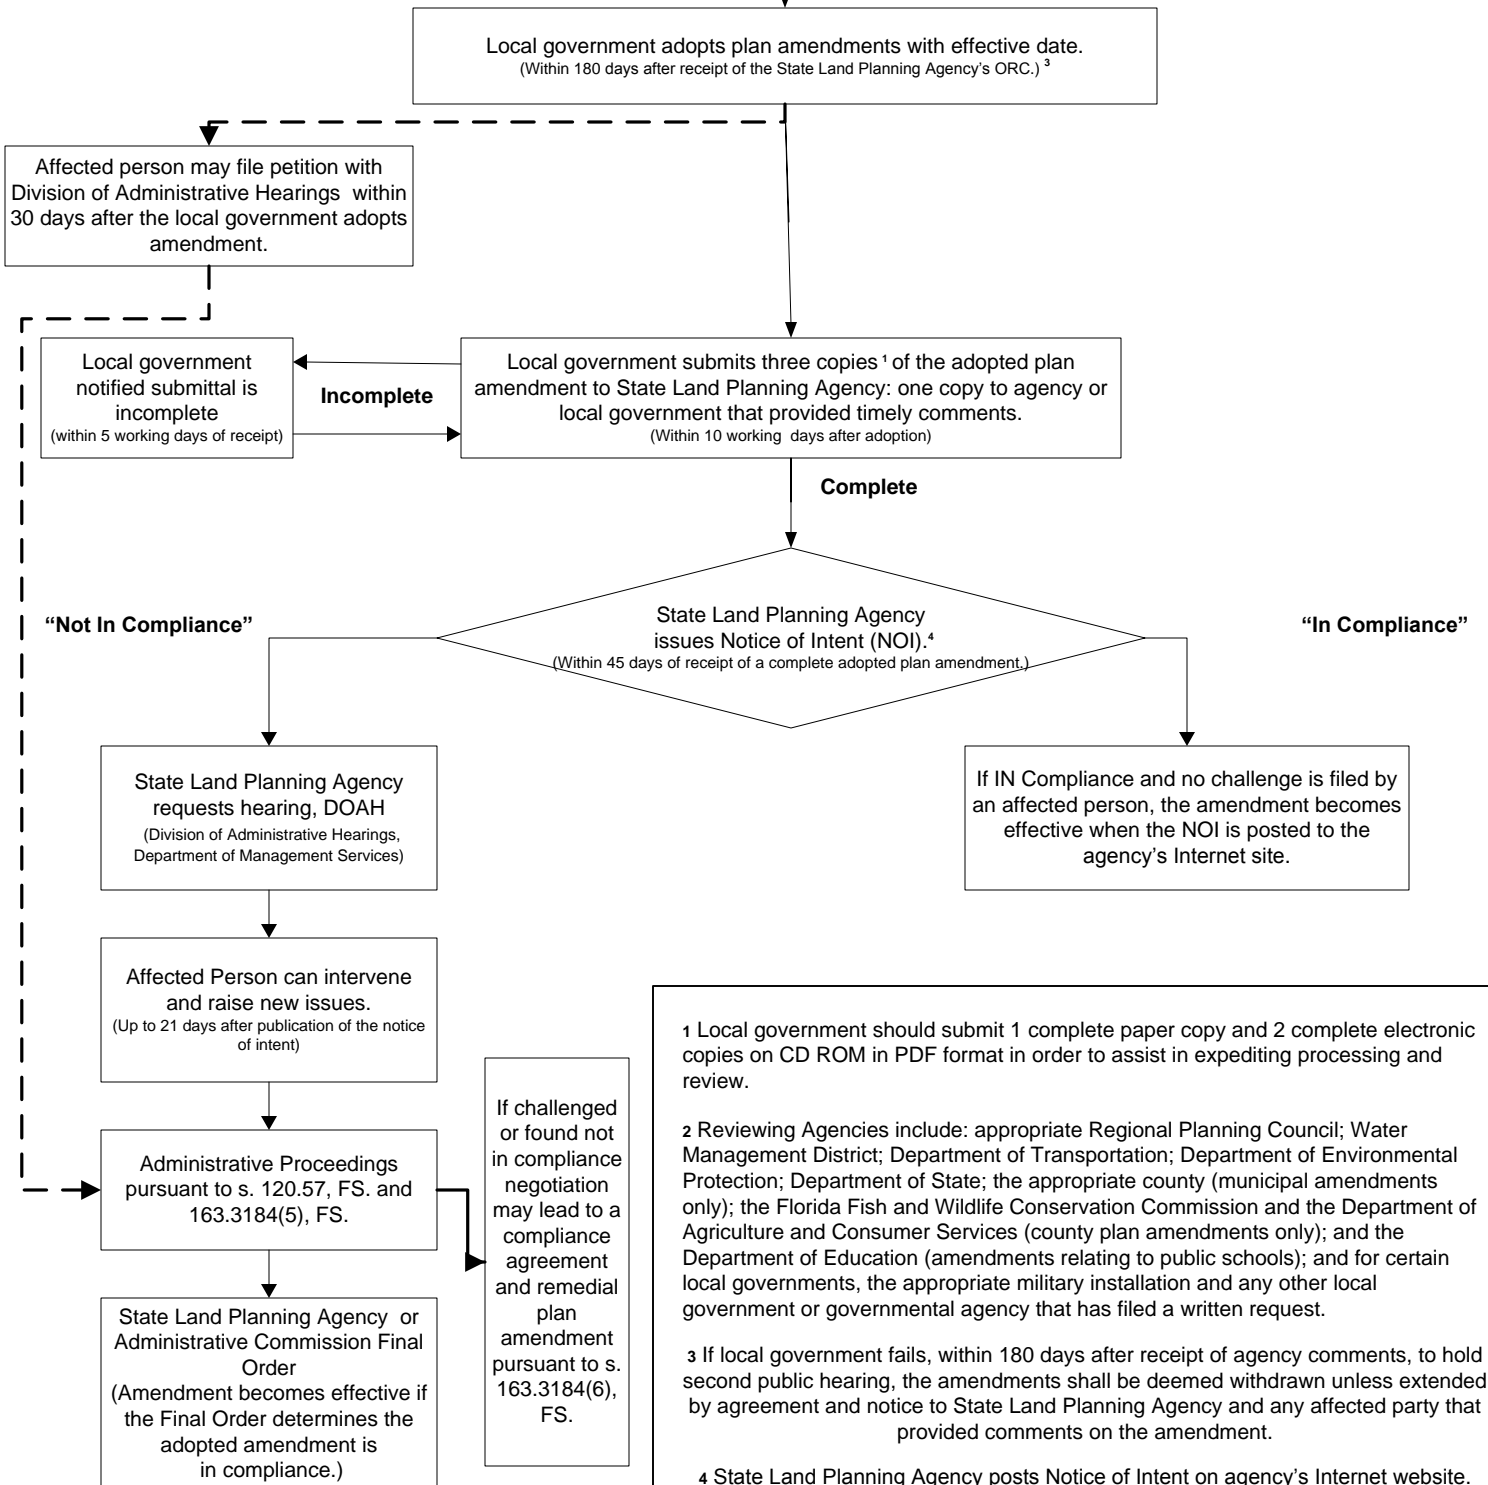 Local government adopts plan amendments with effective date.
(Within 180 days after receipt of the State Land Planning Agency's ORC.) 3
Affected person may file petition with
Division of Administrative Hearings within
30 days after the local government adopts
amendment.
Local government
notified submittal is
incomplete
(within 5 working days of receipt)
Incomplete
Local government submits three copies 1 of the adopted plan
amendment to State Land Planning Agency: one copy to agency or
local government that provided timely comments.
(Within 10 working days after adoption)
Complete
"Not In Compliance"
State Land Planning Agency
issues Notice of Intent (NOI).4
(Within 45 days of receipt of a complete adopted plan amendment.)
"In Compliance"
State Land Planning Agency
requests hearing, DOAH
(Division of Administrative Hearings,
Department of Management Services)
If IN Compliance and no challenge is filed by
an affected person, the amendment becomes
effective when the NOI is posted to the
agency's Internet site.
Affected Person can intervene
and raise new issues.
(Up to 21 days after publication of the notice
of intent)
Administrative Proceedings
pursuant to s. 120.57, FS. and
163.3184(5), FS.
If challenged
or found not
in compliance
negotiation
may lead to a
compliance
agreement
and remedial
plan
amendment
pursuant to s.
163.3184(6),
FS.
State Land Planning Agency or
Administrative Commission Final
Order
(Amendment becomes effective if
the Final Order determines the
adopted amendment is
in compliance.)
1 Local government should submit 1 complete paper copy and 2 complete electronic
copies on CD ROM in PDF format in order to assist in expediting processing and
review.
2 Reviewing Agencies include: appropriate Regional Planning Council; Water
Management District; Department of Transportation; Department of Environmental
Protection; Department of State; the appropriate county (municipal amendments
only); the Florida Fish and Wildlife Conservation Commission and the Department of
Agriculture and Consumer Services (county plan amendments only); and the
Department of Education (amendments relating to public schools); and for certain
local governments, the appropriate military installation and any other local
government or governmental agency that has filed a written request.
3 If local government fails, within 180 days after receipt of agency comments, to hold
second public hearing, the amendments shall be deemed withdrawn unless extended
by agreement and notice to State Land Planning Agency and any affected party that
provided comments on the amendment.
4 State Land Planning Agency posts Notice of Intent on agency's Internet website.